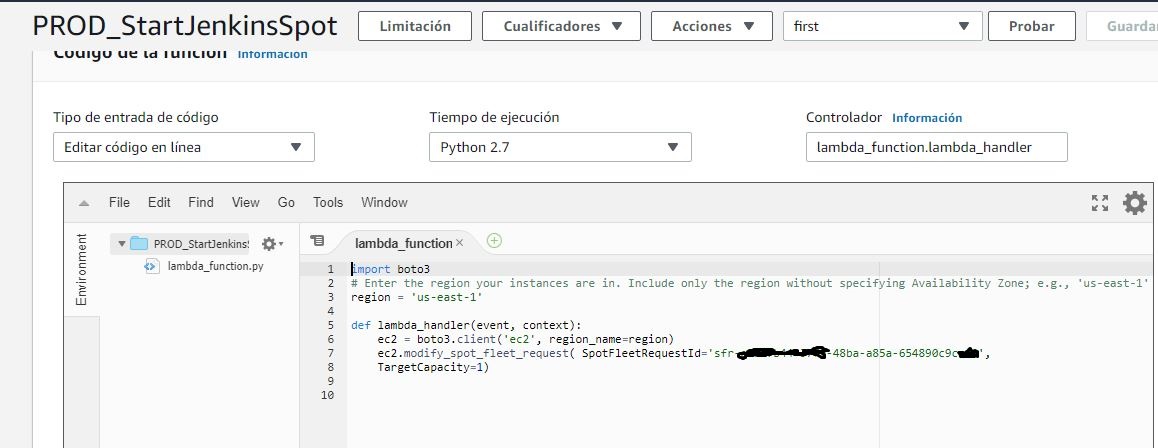 PROD_StartJenkinsSpot
Limitación
Cualificadores
Acciones
first
Probar
Guarda
Código de la función Información
Tipo de entrada de código
Tiempo de ejecución
Controlador Información
Editar código en línea
Python 2.7
lambda_function.lambda_handler
File Edit Find View Go Tools Window
Environment
PROD_StartJenkins
lambda_function.py
lambda_function
1 import boto3
2 # Enter the region your instances are in. Include only the region without specifying Availability Zone; e.g., 'us-east-1'
3 region = 'us-east-1'
4
5 def lambda_handler(event, context):
6 ec2 = boto3.client('ec2', region_name=region)
7 ec2.modify_spot_fleet_request( SpotFleetRequestId='sfr- -48ba-a85a-654890c9c ',
8 TargetCapacity=1)
9
10